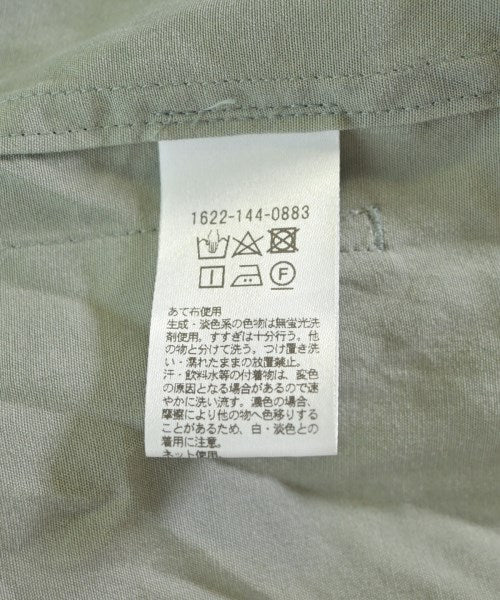 1622-144-0883
F
あて布使用
生成・淡色系の色物は無蛍光洗
剤使用。すすぎは十分行う。他
の物と分けて洗う。つけ置き洗
い・濡れたままの放置禁止。
汗・飲料水等の付着物は、変色
の原因となる場合があるので速
やかに洗い流す。濃色の場合、
摩擦により他の物へ色移りする
ことがあるため、白・淡色との
着用に注意。
ネット使用